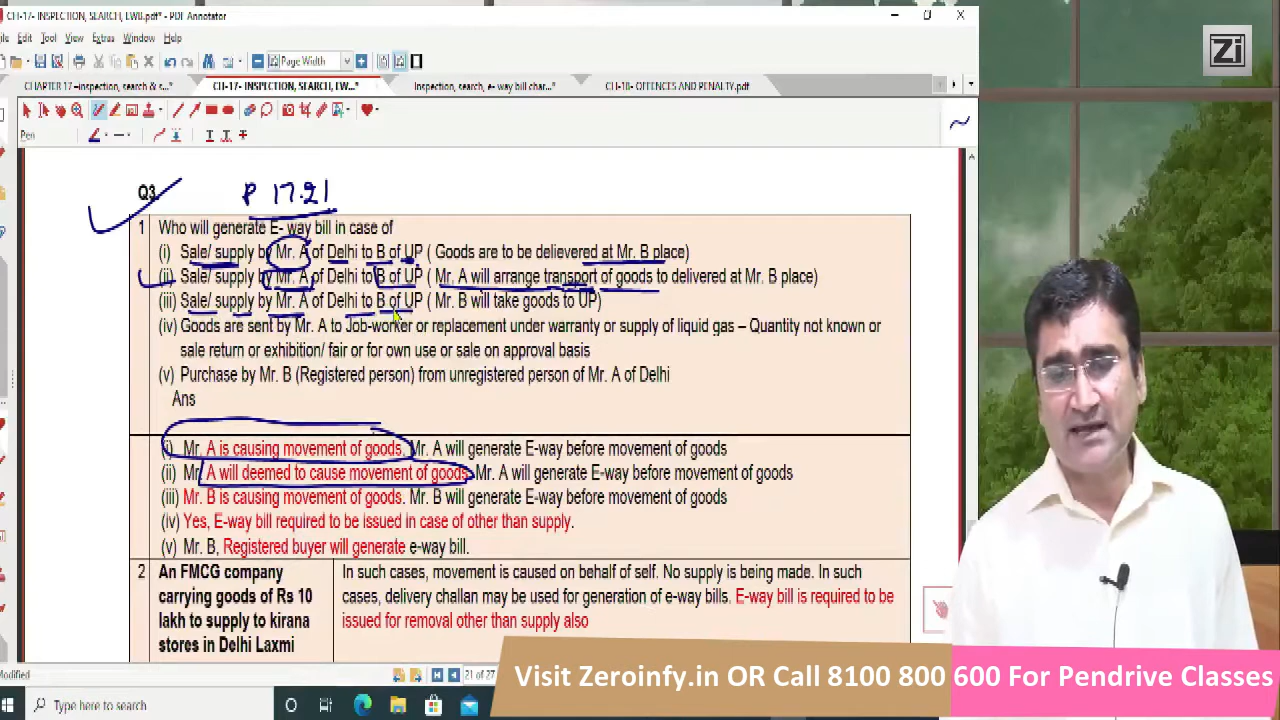 CH-17- INSPECTION, SEARCH, EWB.pdf* - PDF Annotator
Edit Tool View Extras Window Help
Page Width
CHAPTER 17 –inspection, search & s...* CH-17- INSPECTION, SEARCH, EW...* Inspection, search, e- way bill char...* CH-18- OFFENCES AND PENALTY.pdf
Pen
Zi
Q3 P 17.21
1 Who will generate E- way bill in case of
(i) Sale/ supply by Mr. A of Delhi to B of UP ( Goods are to be delievered at Mr. B place)
(ii) Sale/ supply by Mr. A of Delhi to B of UP ( Mr. A will arrange transport of goods to delivered at Mr. B place)
(iii) Sale/ supply by Mr. A of Delhi to B of UP ( Mr. B will take goods to UP)
(iv) Goods are sent by Mr. A to Job-worker or replacement under warranty or supply of liquid gas – Quantity not known or
sale return or exhibition/ fair or for own use or sale on approval basis
(v) Purchase by Mr. B (Registered person) from unregistered person of Mr. A of Delhi
Ans
(i) Mr. A is causing movement of goods. Mr. A will generate E-way before movement of goods
(ii) Mr. A will deemed to cause movement of goods. Mr. A will generate E-way before movement of goods
(iii) Mr. B is causing movement of goods. Mr. B will generate E-way before movement of goods
(iv) Yes, E-way bill required to be issued in case of other than supply.
(v) Mr. B, Registered buyer will generate e-way bill.
2 An FMCG company In such cases, movement is caused on behalf of self. No supply is being made. In such
carrying goods of Rs 10 cases, delivery challan may be used for generation of e-way bills. E-way bill is required to be
lakh to supply to kirana issued for removal other than supply also
stores in Delhi Laxmi
Modified 21 of 27
Visit Zeroinfy.in OR Call 8100 800 600 For Pendrive Classes
Type here to search